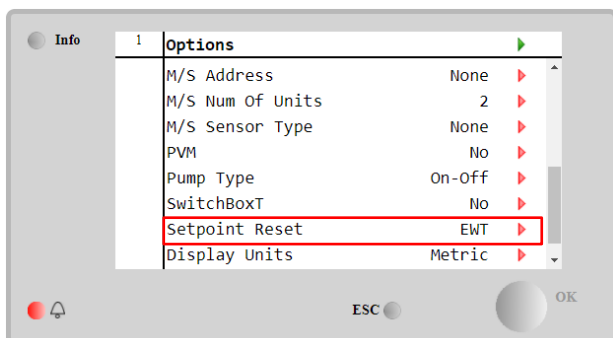 Info
1 Options
M/S Address None
M/S Num Of Units 2
M/S Sensor Type None
PVM No
Pump Type On-Off
SwitchBoxT No
Setpoint Reset EWT
Display Units Metric
ESC
OK